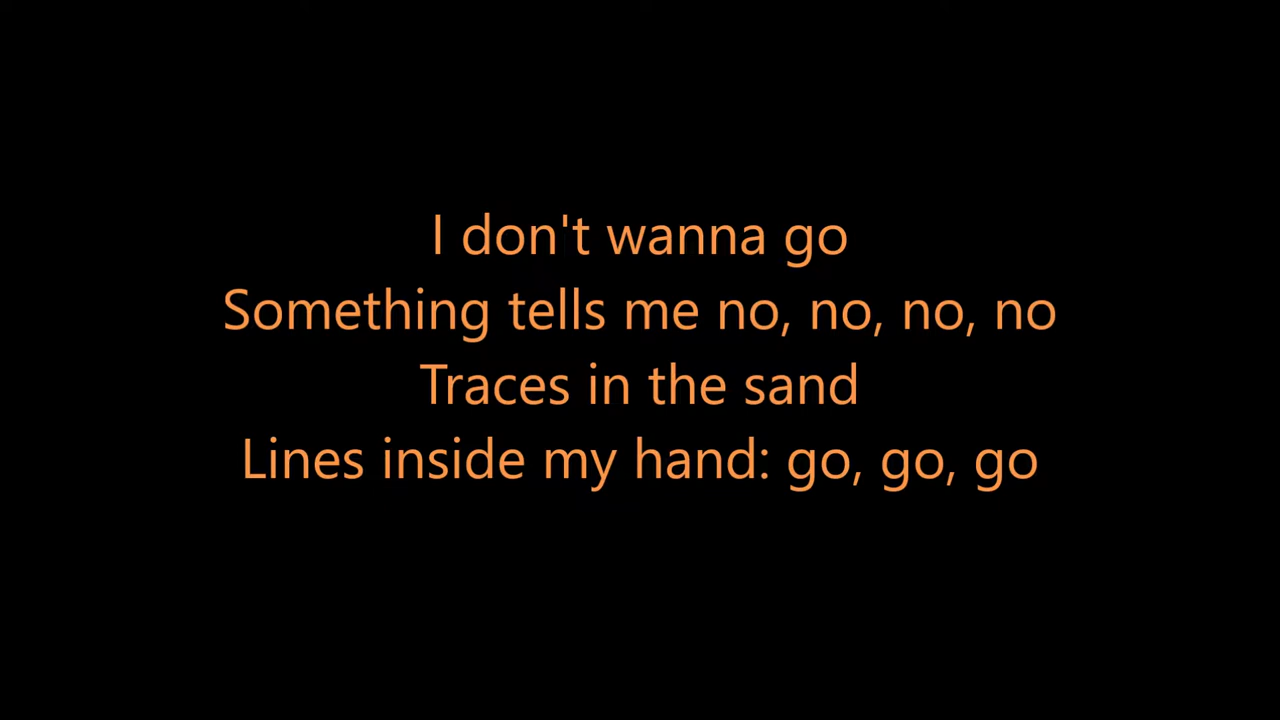 I don't wanna go
Something tells me no, no, no, no
Traces in the sand
Lines inside my hand: go, go, go